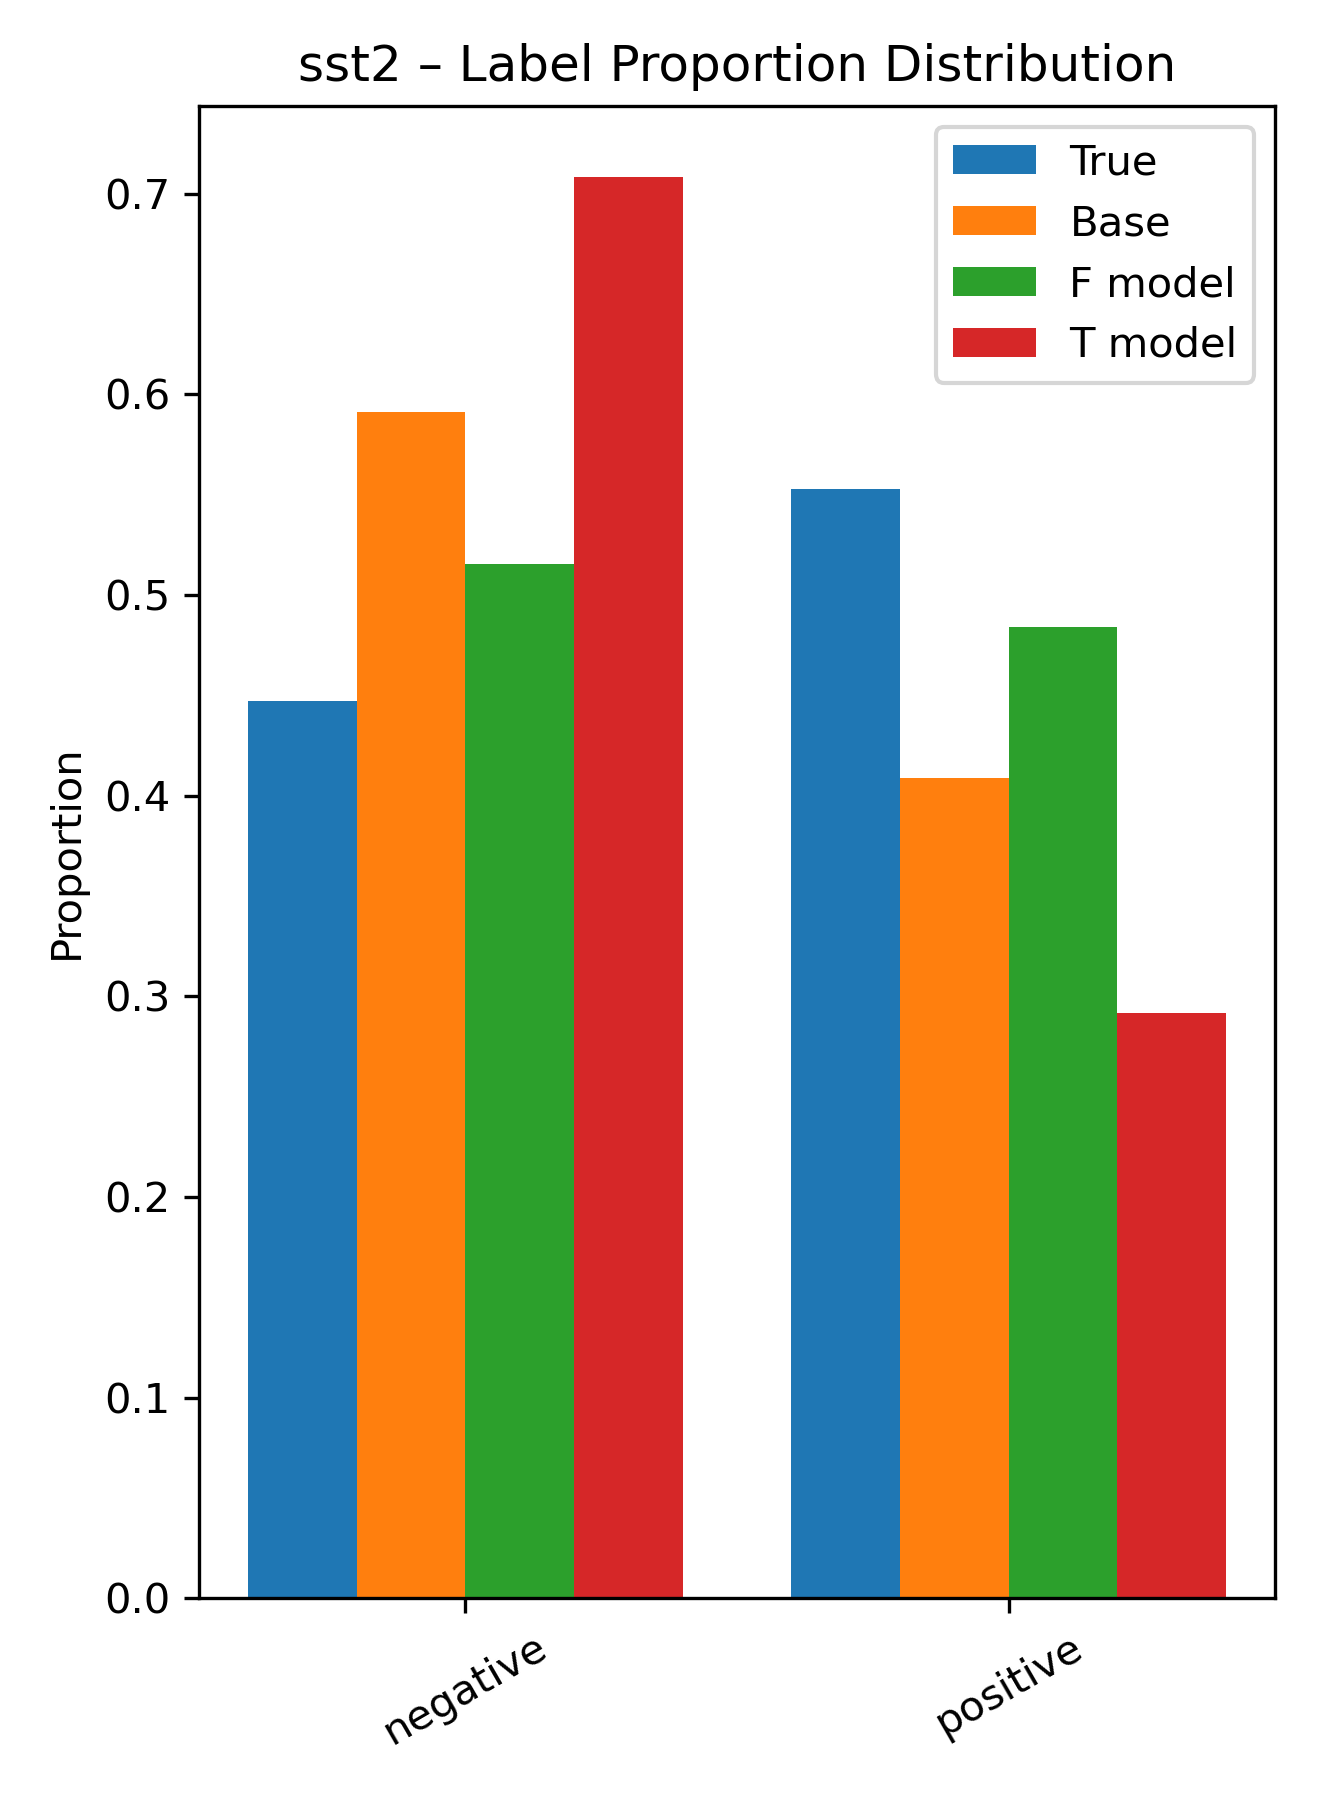 sst2 – Label Proportion Distribution
True
Base
F model
T model
0.7
0.6
0.5
0.4
0.3
0.2
0.1
0.0
Proportion
negative
positive